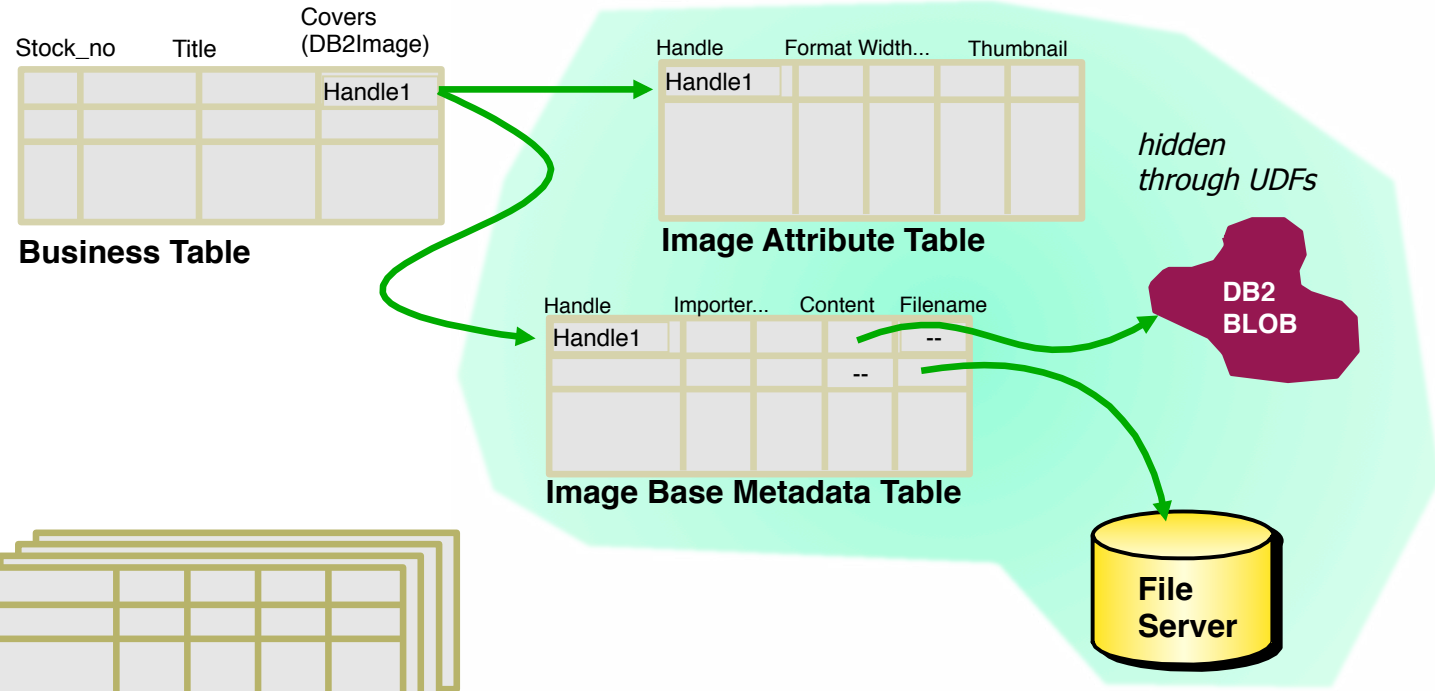 Stock_no Title Covers
(DB2Image)
Handle1
Business Table
Handle Format Width... Thumbnail
Handle1
Image Attribute Table
hidden
through UDFs
Handle Importer... Content Filename
Handle1 --
--
Image Base Metadata Table
DB2
BLOB
File
Server